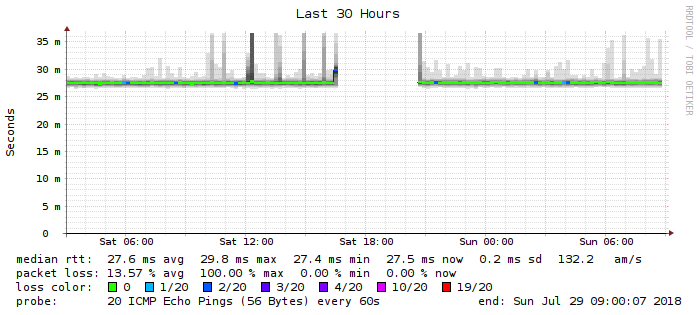 Last 30 Hours
RRDTOOL / TOBI OETIKER
Seconds
35 m
30 m
25 m
20 m
15 m
10 m
5 m
0
Sat 06:00 Sat 12:00 Sat 18:00 Sun 00:00 Sun 06:00
median rtt: 27.6 ms avg 29.8 ms max 27.4 ms min 27.5 ms now 0.2 ms sd 132.2 am/s
packet loss: 13.57 % avg 100.00 % max 0.00 % min 0.00 % now
loss color: 0 1/20 2/20 3/20 4/20 10/20 19/20
probe: 20 ICMP Echo Pings (56 Bytes) every 60s end: Sun Jul 29 09:00:07 2018